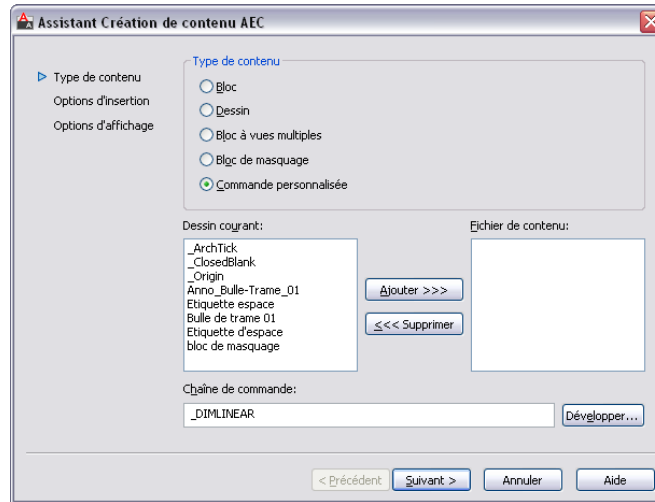 Assistant Création de contenu AEC
Type de contenu
Options d'insertion
Options d'affichage
Type de contenu
Bloc
Dessin
Bloc à vues multiples
Bloc de masquage
Commande personnalisée
Dessin courant:
Fichier de contenu:
_ArchTick
_ClosedBlank
_Origin
Anno_Bulle-Trame_01
Etiquette espace
Bulle de trame 01
Etiquette d'espace
bloc de masquage
Ajouter >>>
<<< Supprimer
Chaîne de commande:
_DIMLINEAR
Développer...
< Précédent
Suivant >
Annuler
Aide